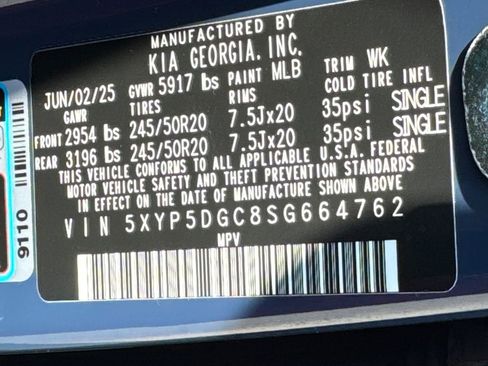 MANUFACTURED BY
KIA GEORGIA, INC.
JUN/02/25 GVWR 5917 lbs PAINT MLB TRIM WK
GAWR TIRES RIMS COLD TIRE INFL
FRONT 2954 lbs 245/50R20 7.5Jx20 35psi SINGLE
REAR 3196 lbs 245/50R20 7.5Jx20 35psi SINGLE
THIS VEHICLE CONFORMS TO ALL APPLICABLE U.S.A. FEDERAL
MOTOR VEHICLE SAFETY AND THEFT PREVENTION STANDARDS
IN EFFECT ON THE DATE OF MANUFACTURE SHOWN ABOVE
VIN 5XYP5DGC8SG664762
MPV
9110